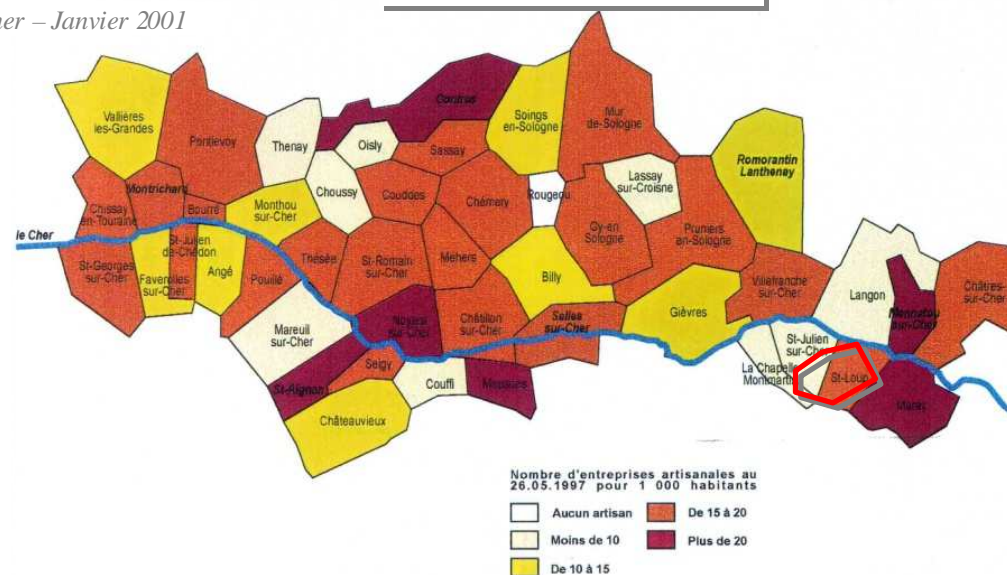 er – Janvier 2001
Vallières
les-Grandes
Pontlevoy
Thenay
Contres
Oisly
Sassay
Soings
en-Sologne
Mur
de-Sologne
Romorantin
Lanthenay
Montrichard
Choussy
Couddes
Chémery
Rougeou
Lassay
sur-Croisne
Chissay
en-Touraine
Bourré
Monthou
sur-Cher
Gy-en
Sologne
Pruniers
en-Sologne
le Cher
St-Julien
de-Chédon
St-Georges
sur-Cher
Faverolles
sur-Cher
Angé
Pouillé
Thésée
St-Romain
sur-Cher
Méhers
Billy
Villefranche
sur-Cher
Langon
Châtres-
sur-Cher
Mennetou
sur-Cher
Gièvres
Mareuil
sur-Cher
Noyers
sur-Cher
Châtillon
sur-Cher
Selles
sur-Cher
St-Julien
sur-Cher
La Chapelle
Montmartin
St-Loup
Maray
St-Aignan
Seigy
Couffi
Meusnes
Châteauvieux
Nombre d'entreprises artisanales au
26.05.1997 pour 1 000 habitants
Aucun artisan
De 15 à 20
Moins de 10
Plus de 20
De 10 à 15